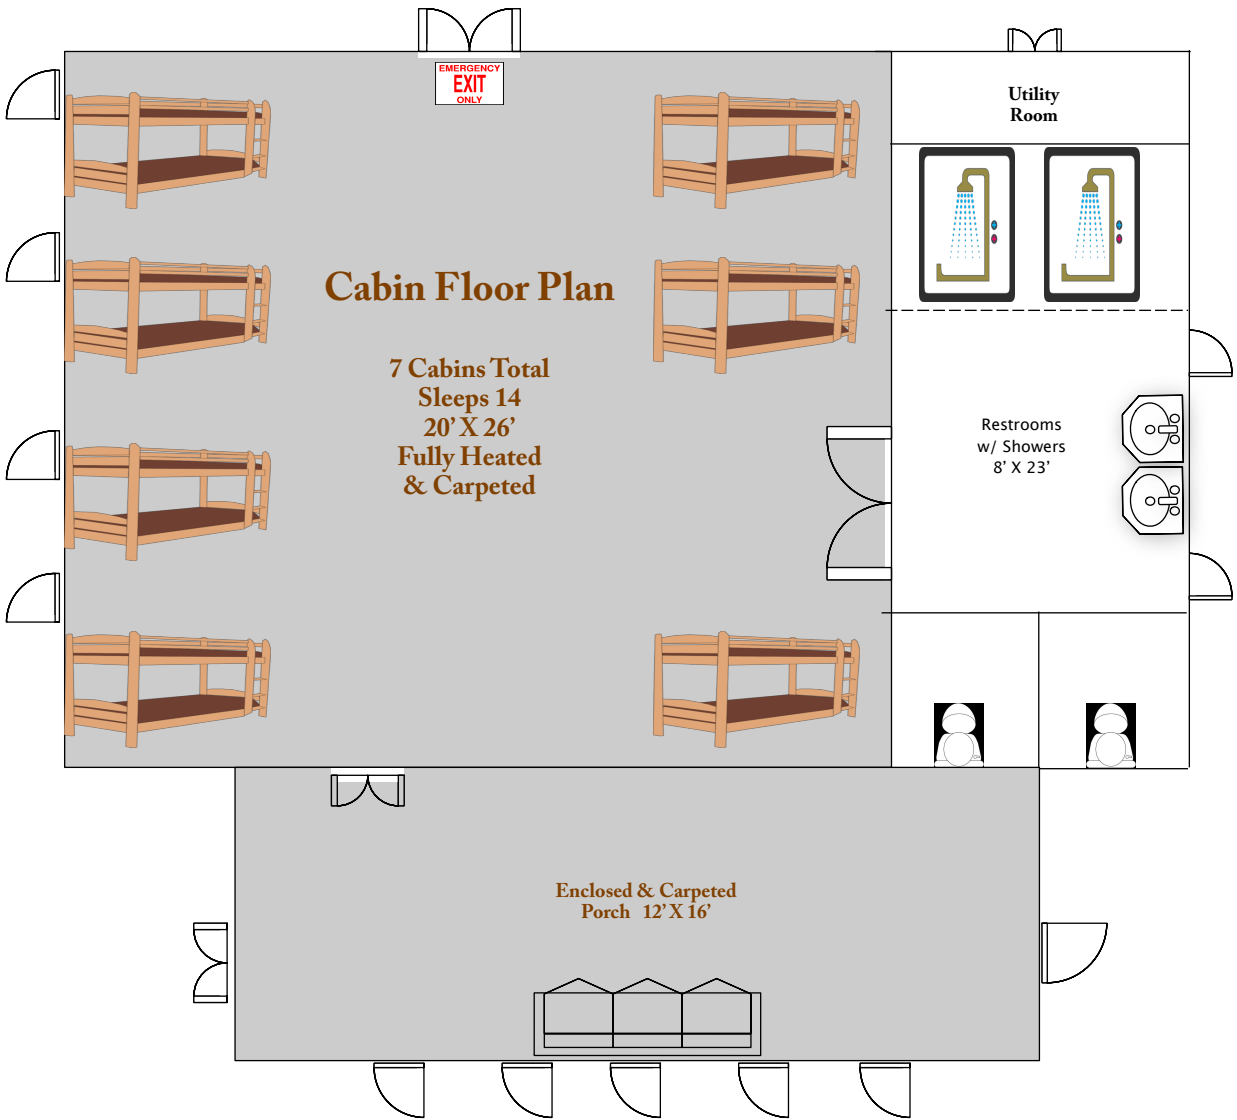 EMERGENCY
EXIT
ONLY
Utility
Room
Cabin Floor Plan
7 Cabins Total
Sleeps 14
20’ X 26’
Fully Heated
& Carpeted
Restrooms
w/ Showers
8’ X 23’
Enclosed & Carpeted
Porch 12’ X 16’